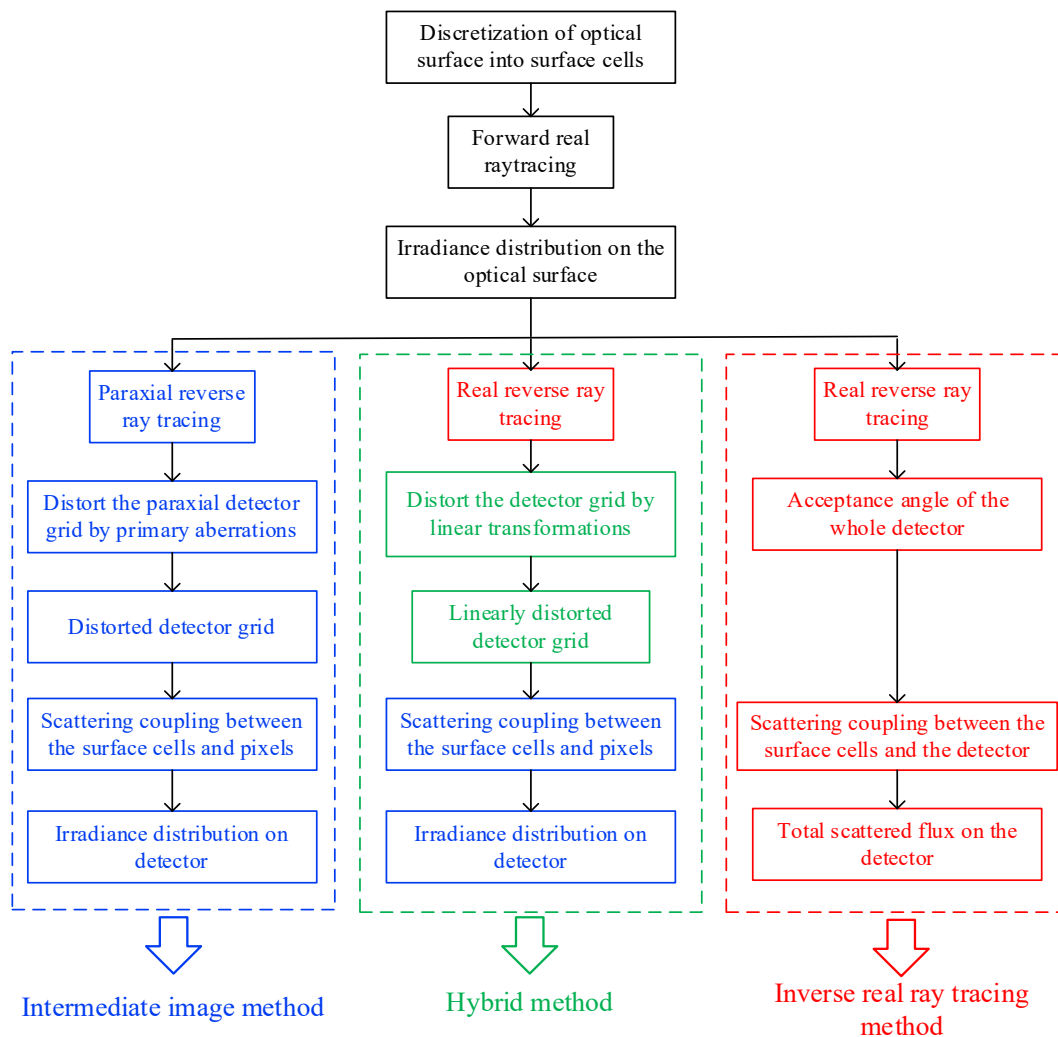 Discretization of optical
surface into surface cells
Forward real
raytracing
Irradiance distribution on the
optical surface
Paraxial reverse
ray tracing
Distort the paraxial detector
grid by primary aberrations
Distorted detector grid
Scattering coupling between
the surface cells and pixels
Irradiance distribution on
detector
Intermediate image method
Real reverse ray
tracing
Distort the detector grid by
linear transformations
Linearly distorted
detector grid
Scattering coupling between
the surface cells and pixels
Irradiance distribution on
detector
Hybrid method
Real reverse ray
tracing
Acceptance angle of the
whole detector
Scattering coupling between the
surface cells and the detector
Total scattered flux on the
detector
Inverse real ray tracing
method